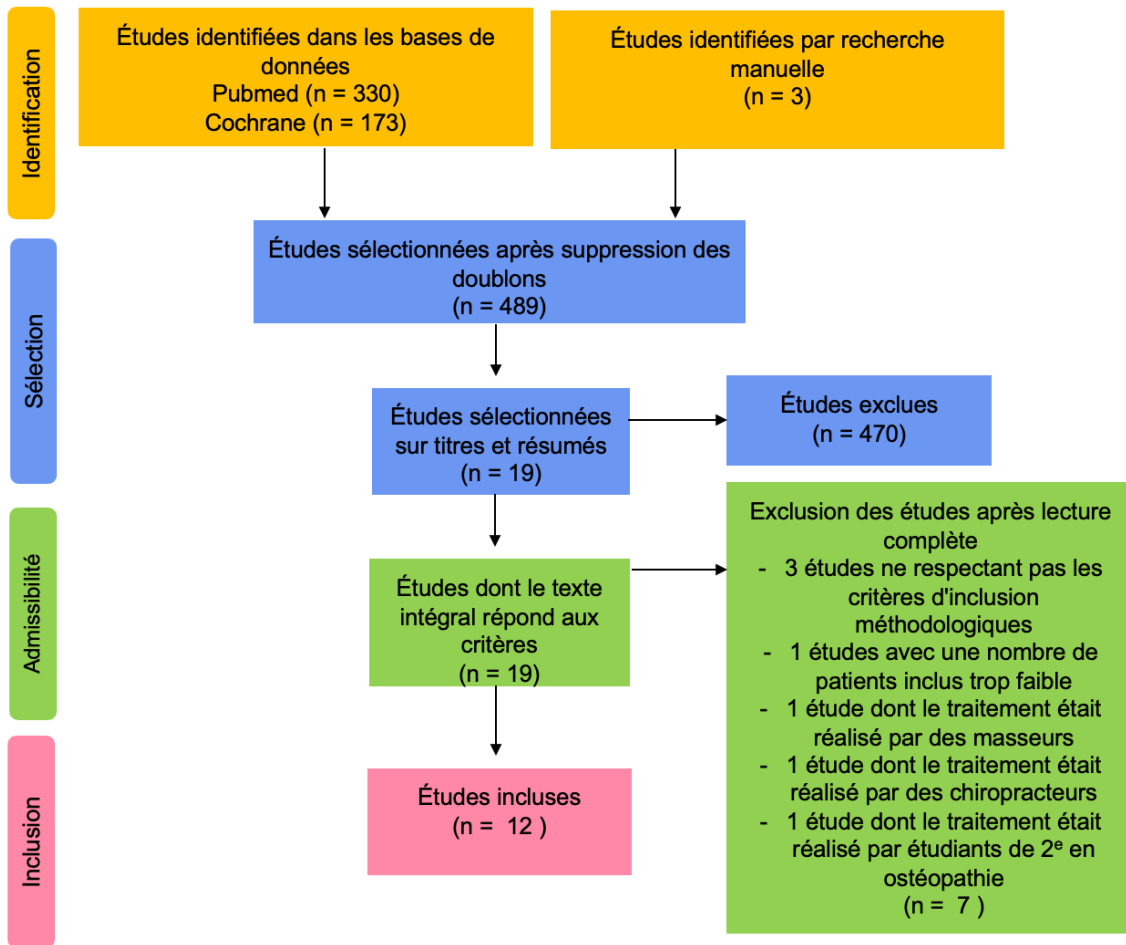 Identification
Études identifiées dans les bases de
données
Pubmed (n = 330)
Cochrane (n = 173)
Études identifiées par recherche
manuelle
(n = 3)
Sélection
Études sélectionnées après suppression des
doublons
(n = 489)
Études sélectionnées
sur titres et résumés
(n = 19)
Études exclues
(n = 470)
Admissibilité
Études dont le texte
intégral répond aux
critères
(n = 19)
Exclusion des études après lecture
complète
- 3 études ne respectant pas les
critères d'inclusion
méthodologiques
- 1 études avec une nombre de
patients inclus trop faible
- 1 étude dont le traitement était
réalisé par des masseurs
- 1 étude dont le traitement était
réalisé par des chiropracteurs
- 1 étude dont le traitement était
réalisé par étudiants de 2ᵉ en
ostéopathie
(n = 7 )
Inclusion
Études incluses
(n = 12 )